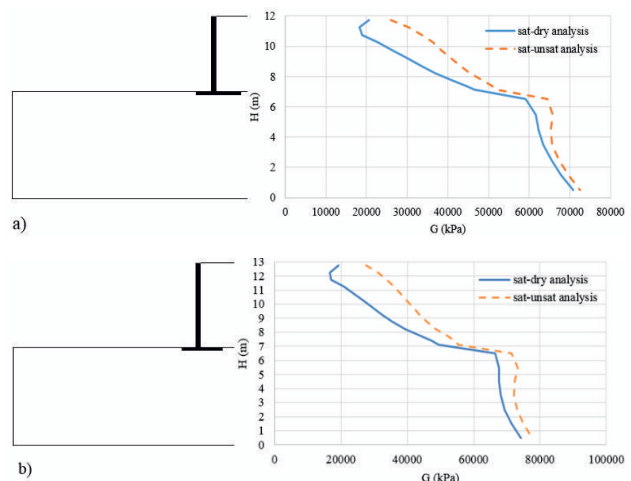 12
10
8
6
4
2
0
H (m)
sat-dry analysis
sat-unsat analysis
0 10000 20000 30000 40000 50000 60000 70000 80000
G (kPa)
a)
13
12
11
10
9
8
7
6
5
4
3
2
1
0
H (m)
sat-dry analysis
sat-unsat analysis
0 20000 40000 60000 80000 100000
G (kPa)
b)